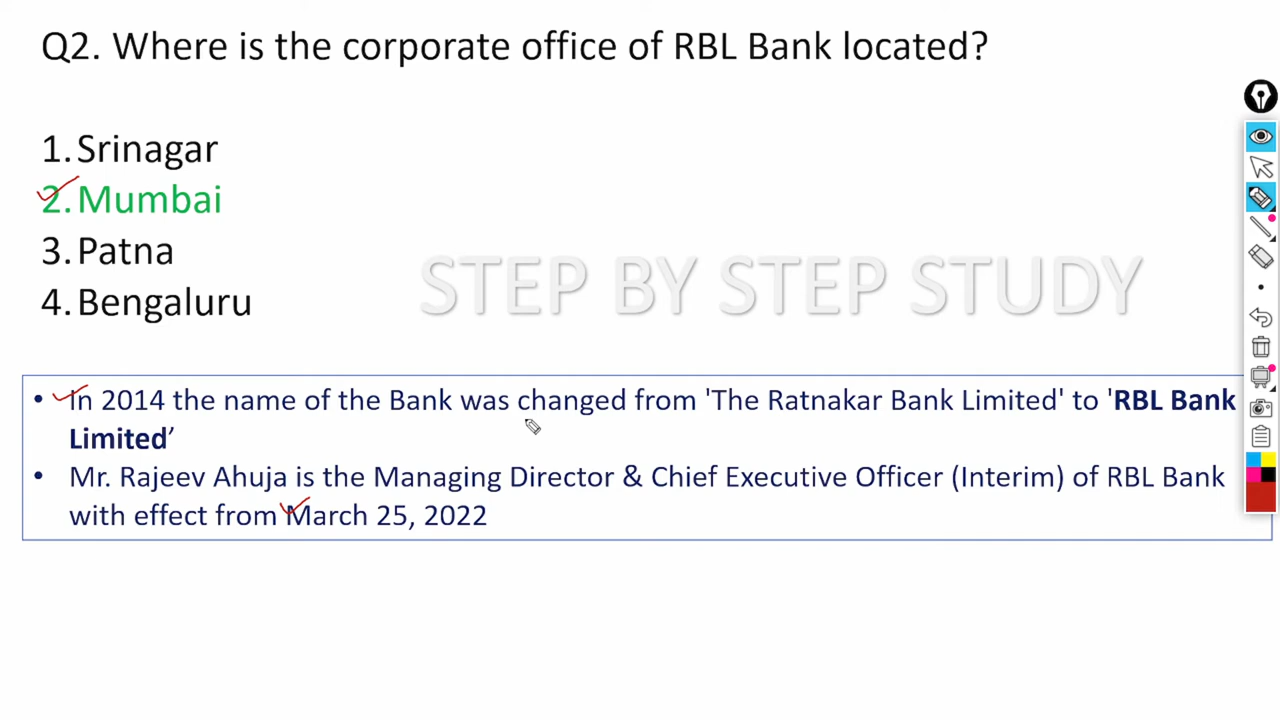 Q2. Where is the corporate office of RBL Bank located?
1. Srinagar
2. Mumbai
3. Patna
4. Bengaluru
STEP BY STEP STUDY
• In 2014 the name of the Bank was changed from 'The Ratnakar Bank Limited' to 'RBL Bank
Limited’
• Mr. Rajeev Ahuja is the Managing Director & Chief Executive Officer (Interim) of RBL Bank
with effect from March 25, 2022